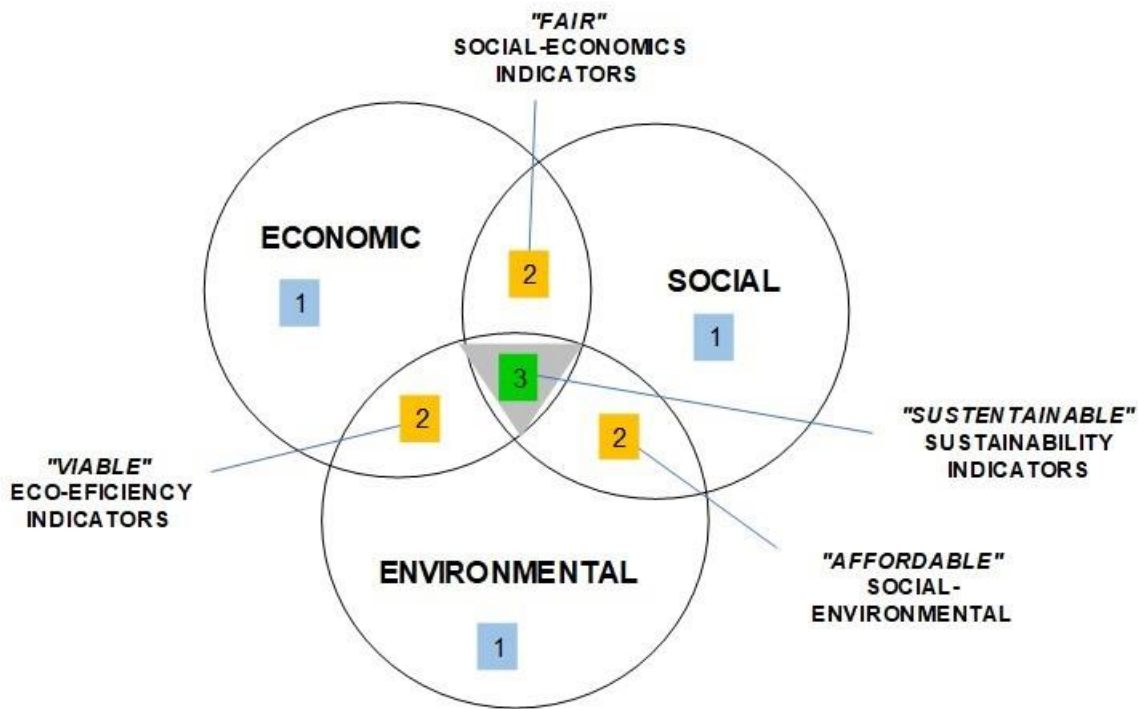 "FAIR"
SOCIAL-ECONOMICS
INDICATORS
ECONOMIC
1
2
SOCIAL
1
3
2
2
"VIABLE"
ECO-EFICIENCY
INDICATORS
"SUSTENTAINABLE"
SUSTAINABILITY
INDICATORS
ENVIRONMENTAL
1
"AFFORDABLE"
SOCIAL-
ENVIRONMENTAL